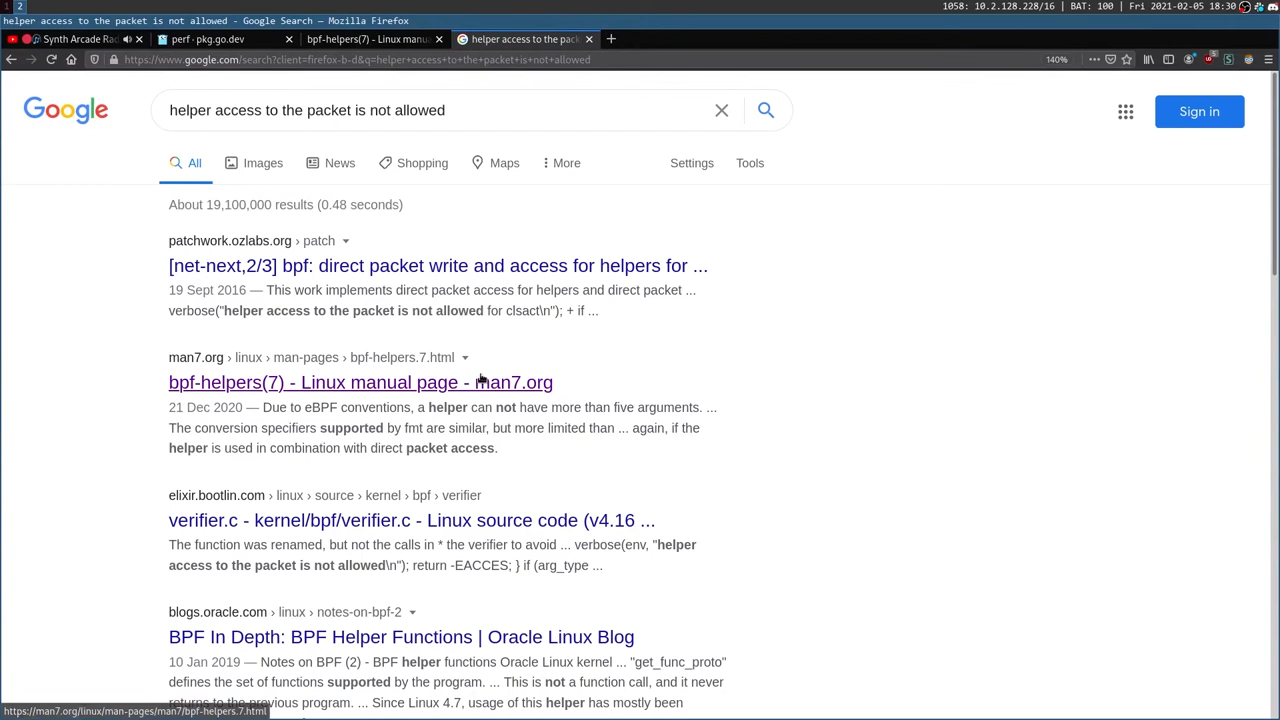 1 2 1058: 10.2.128.228/16 | BAT: 100 | Fri 2021-02-05 18:30
helper access to the packet is not allowed - Google Search — Mozilla Firefox
Synth Arcade Rad
perf · pkg.go.dev
bpf-helpers(7) - Linux manu
helper access to the pack
https://www.google.com/search?client=firefox-b-d&q=helper+access+to+the+packet+is+not+allowed
140%
Google
helper access to the packet is not allowed
Sign in
All Images News Shopping Maps More Settings Tools
About 19,100,000 results (0.48 seconds)
patchwork.ozlabs.org › patch
[net-next,2/3] bpf: direct packet write and access for helpers for ...
19 Sept 2016 — This work implements direct packet access for helpers and direct packet ...
verbose("helper access to the packet is not allowed for clsact\n"); + if ...
man7.org › linux › man-pages › bpf-helpers.7.html
bpf-helpers(7) - Linux manual page - man7.org
21 Dec 2020 — Due to eBPF conventions, a helper can not have more than five arguments. ...
The conversion specifiers supported by fmt are similar, but more limited than ... again, if the
helper is used in combination with direct packet access.
elixir.bootlin.com › linux › source › kernel › bpf › verifier
verifier.c - kernel/bpf/verifier.c - Linux source code (v4.16 ...
The function was renamed, but not the calls in * the verifier to avoid ... verbose(env, "helper
access to the packet is not allowed\n"); return -EACCES; } if (arg_type ...
blogs.oracle.com › linux › notes-on-bpf-2
BPF In Depth: BPF Helper Functions | Oracle Linux Blog
10 Jan 2019 — Notes on BPF (2) - BPF helper functions Oracle Linux kernel ... "get_func_proto"
defines the set of functions supported by the program. ... This is not a function call, and it never
returns to the previous program. ... Since Linux 4.7, usage of this helper has mostly been
https://man7.org/linux/man-pages/man7/bpf-helpers.7.html